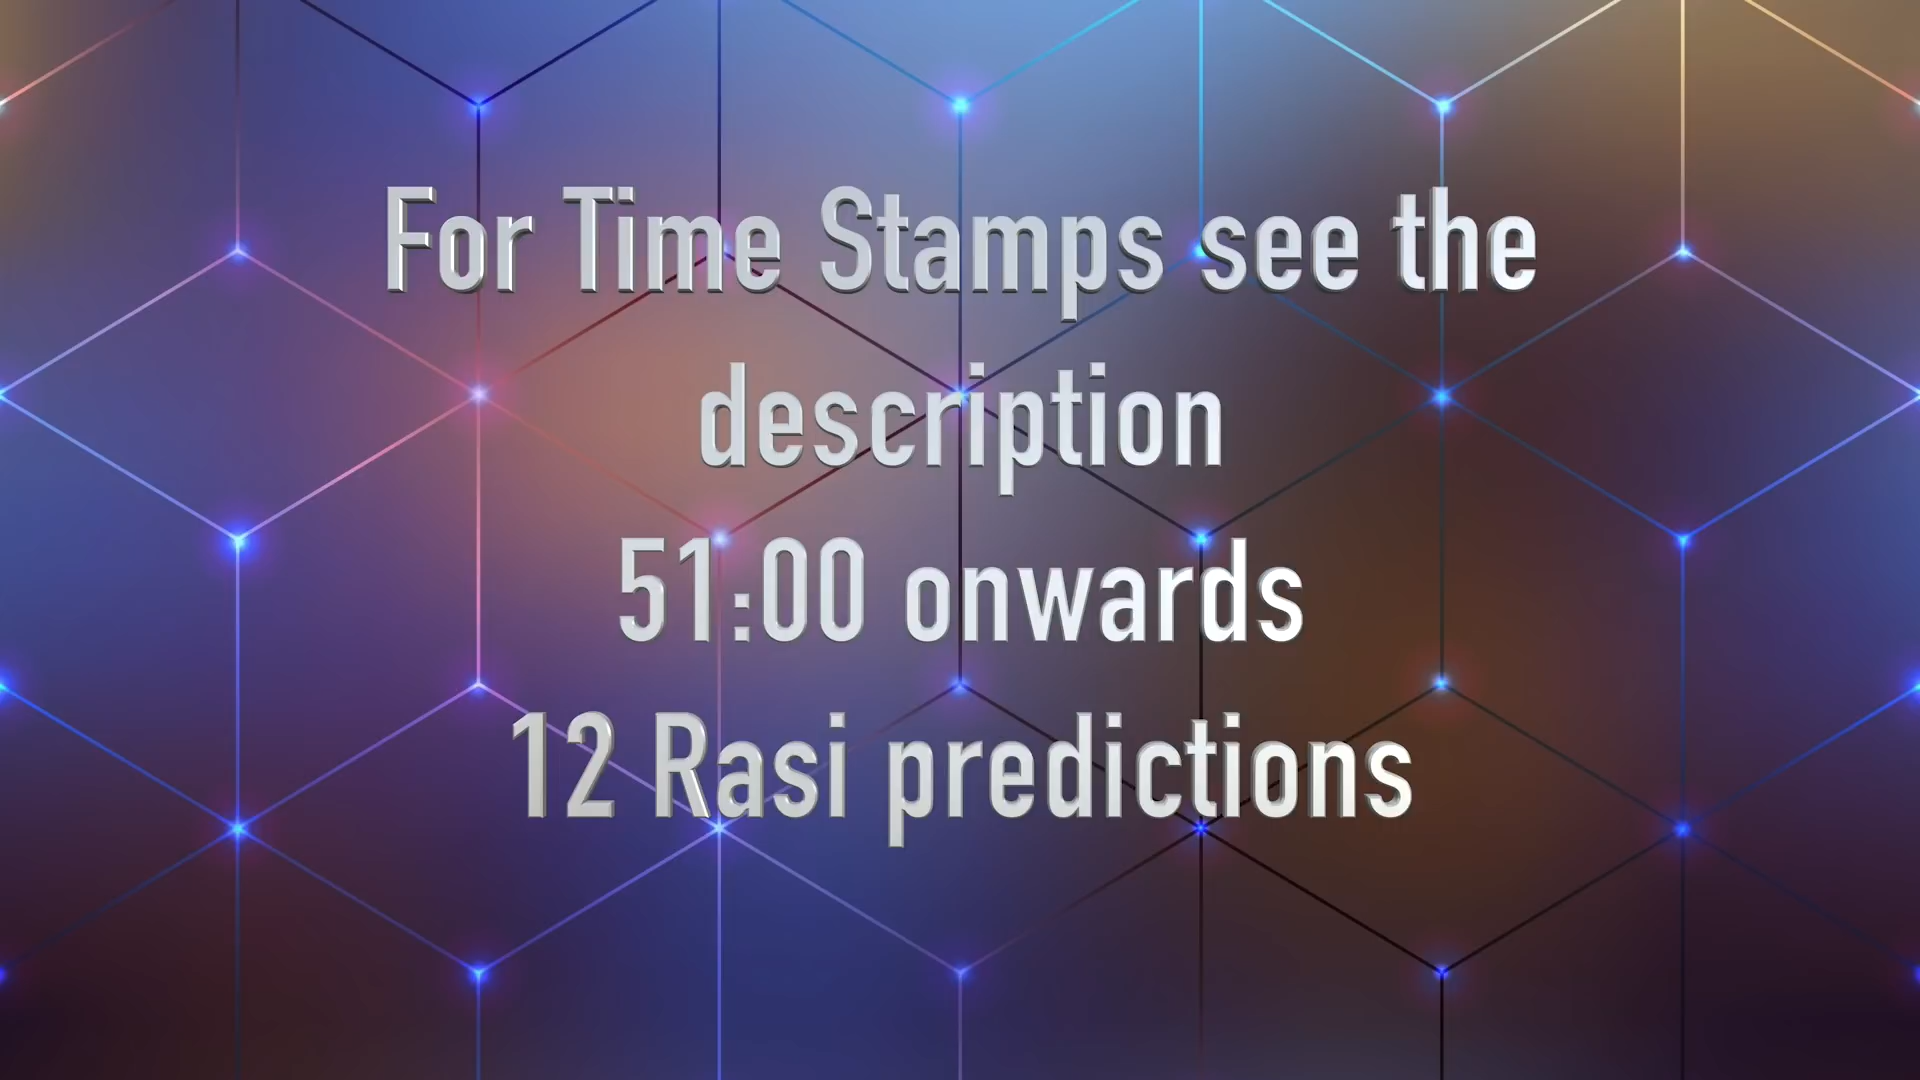 For Time Stamps see the
description
51:00 onwards
12 Rasi predictions